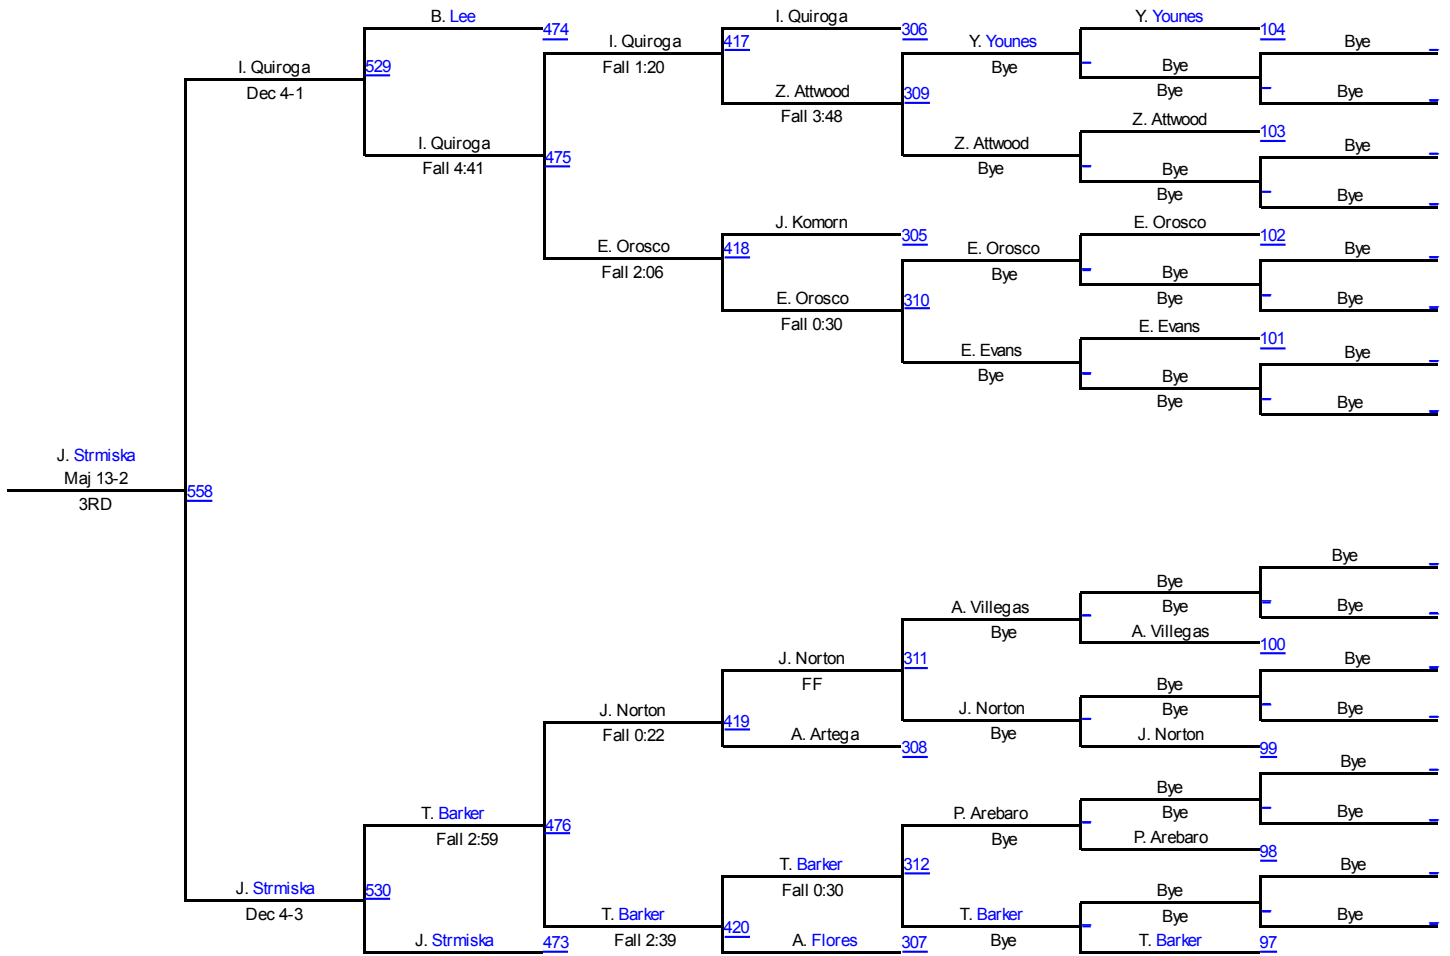 B. Lee
474
I. Quiroga
Dec 4-1
529
I. Quiroga
Fall 4:41
475
I. Quiroga
Fall 1:20
417
I. Quiroga
306
Z. Attwood
Fall 3:48
309
Y. Younes
Bye
Y. Younes
104
Bye
Bye
Bye
Bye
Z. Attwood
Bye
Z. Attwood
103
Bye
Bye
Bye
Bye
E. Orosco
Fall 2:06
418
J. Komorn
305
E. Orosco
Fall 0:30
310
E. Orosco
Bye
E. Orosco
102
Bye
Bye
Bye
Bye
E. Evans
Bye
E. Evans
101
Bye
Bye
Bye
Bye
J. Strmiska
Maj 13-2
3RD
558
J. Strmiska
Dec 4-3
530
T. Barker
Fall 2:59
476
J. Norton
Fall 0:22
419
J. Norton
FF
311
A. Villegas
Bye
Bye
Bye
Bye
Bye
A. Villegas
100
J. Norton
Bye
Bye
Bye
Bye
Bye
J. Norton
99
A. Artega
308
T. Barker
Fall 2:39
420
T. Barker
Fall 0:30
312
P. Arebaro
Bye
Bye
Bye
Bye
Bye
P. Arebaro
98
T. Barker
Bye
Bye
Bye
Bye
Bye
T. Barker
97
A. Flores
307
J. Strmiska
473